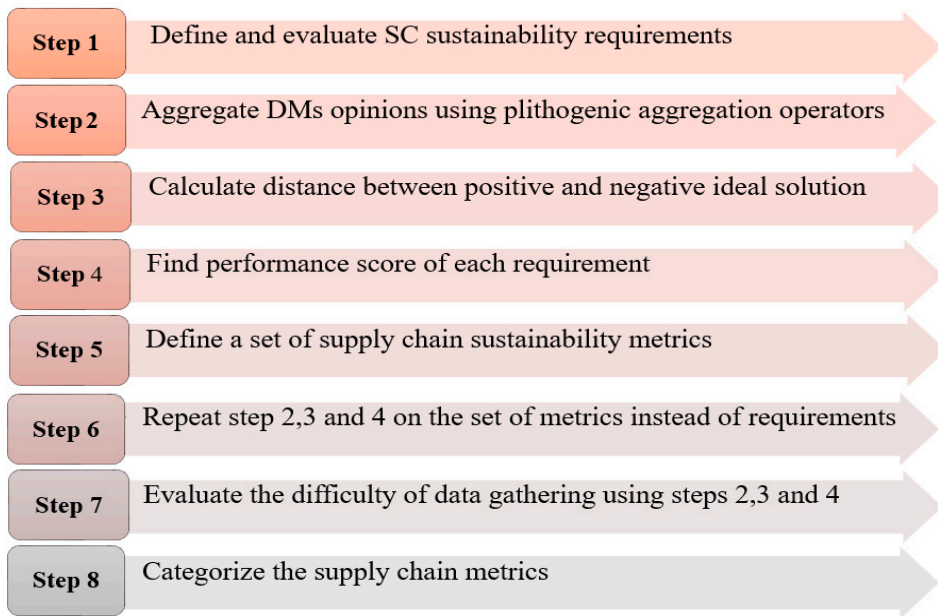 Step 1 Define and evaluate SC sustainability requirements
Step2 Aggregate DMs opinions using plithogenic aggregation operators
Step 3 Calculate distance between positive and negative ideal solution
Step 4 Find performance score of each requirement
Step 5 Define a set of supply chain sustainability metrics
Step 6 Repeat step 2,3 and 4 on the set of metrics instead of requirements
Step 7 Evaluate the difficulty of data gathering using steps 2,3 and 4
Step 8 Categorize the supply chain metrics